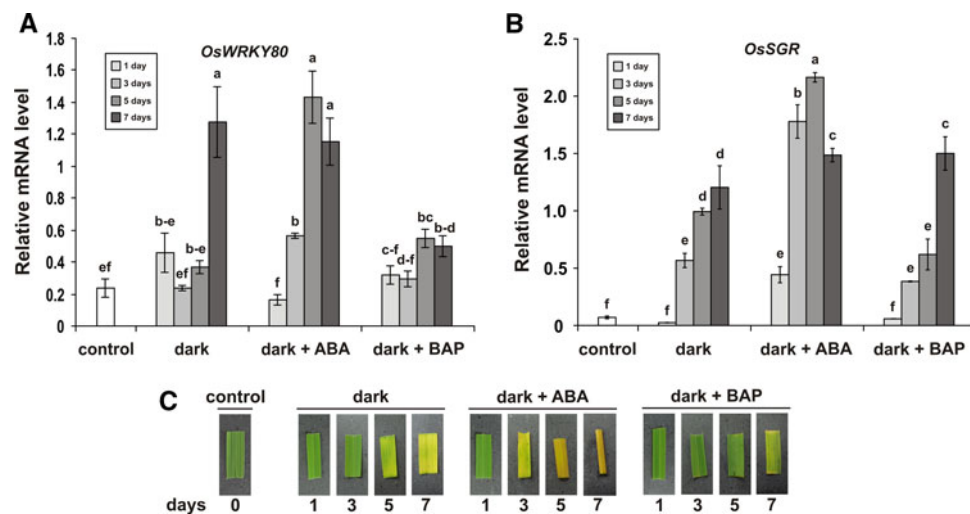 A
OsWRKY80
Relative mRNA level
1.8
1.6
1.4
1.2
1
0.8
0.6
0.4
0.2
0
1 day
3 days
5 days
7 days
ef
b-e
ef
b-e
a
f
b
a
a
c-f
d-f
bc
b-d
control dark dark + ABA dark + BAP
B
OsSGR
Relative mRNA level
2.5
2.0
1.5
1.0
0.5
0
1 day
3 days
5 days
7 days
f
f
e
d
d
e
b
a
c
f
e
e
c
control dark dark + ABA dark + BAP
C
control dark dark + ABA dark + BAP
days 0 1 3 5 7 1 3 5 7 1 3 5 7